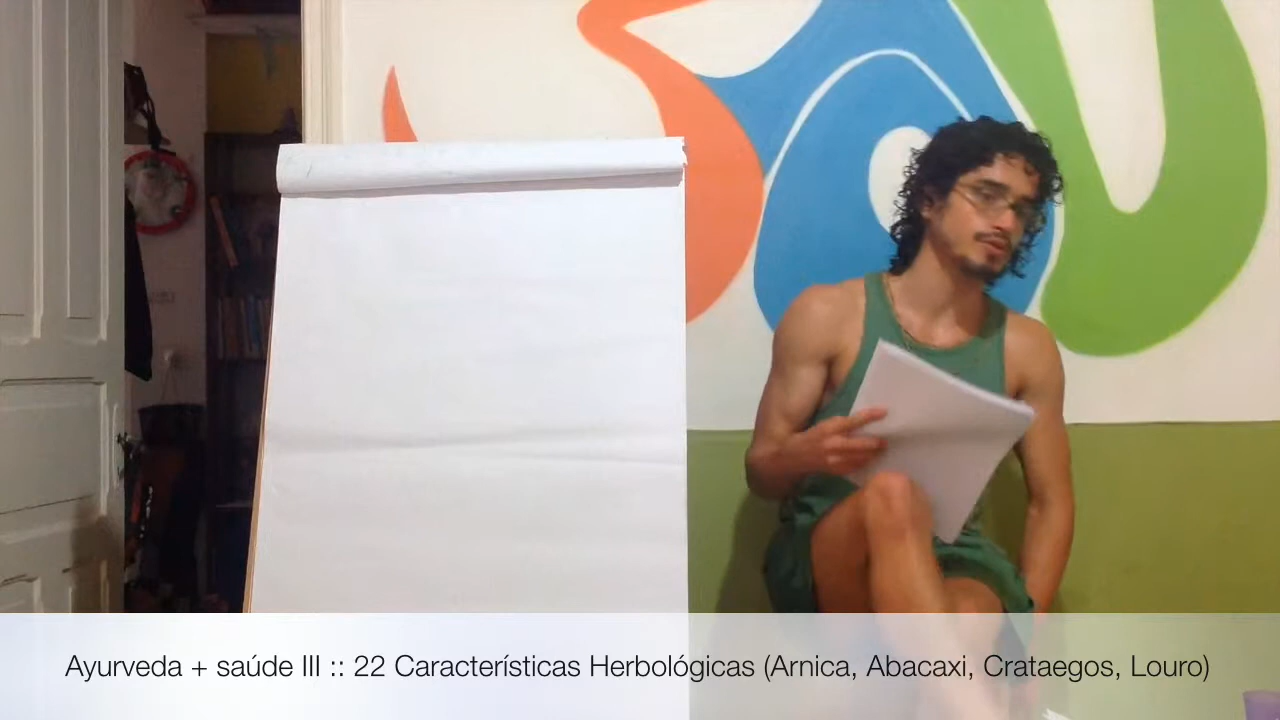 Ayurveda + saúde III :: 22 Características Herbológicas (Arnica, Abacaxi, Crataegos, Louro)